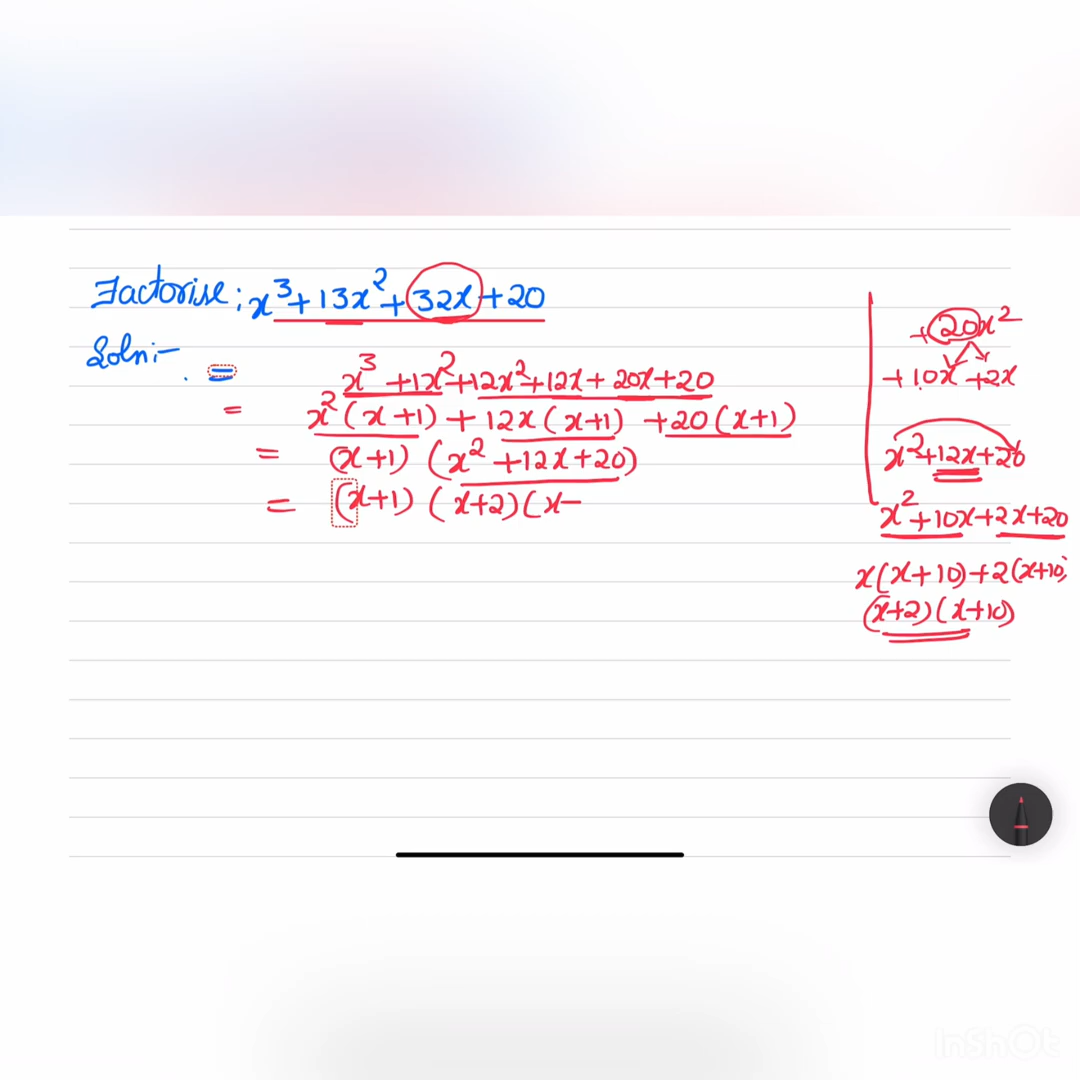 Factorise: x³+13x²+32x+20
Soln:-
= x³+1x²+12x²+12x+20x+20
= x²(x+1)+12x(x+1)+20(x+1)
= (x+1)(x²+12x+20)
= (x+1)(x+2)(x-
+20x²
+10x +2x
x²+12x+20
x²+10x+2x+20
x(x+10)+2(x+10)
(x+2)(x+10)
InShOt